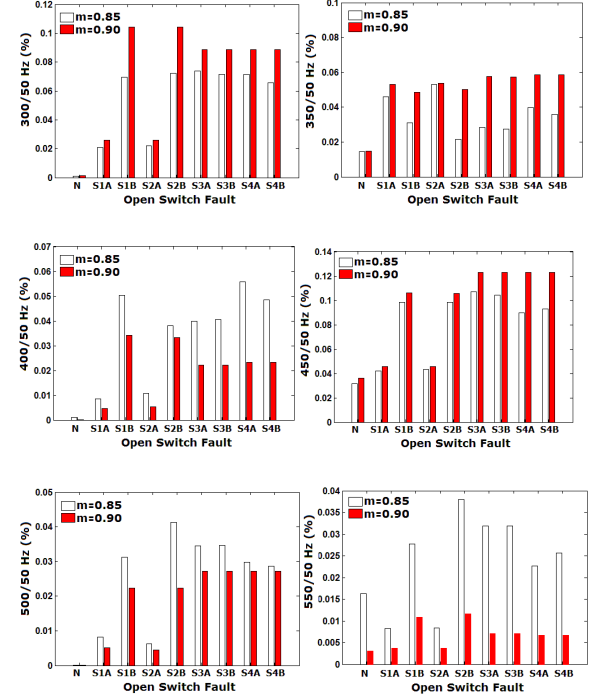 300/50 Hz (%)
0.12
0.1
0.08
0.06
0.04
0.02
0
m=0.85
m=0.90
N S1A S1B S2A S2B S3A S3B S4A S4B
Open Switch Fault
350/50 Hz (%)
0.1
0.08
0.06
0.04
0.02
0
m=0.85
m=0.90
N S1A S1B S2A S2B S3A S3B S4A S4B
Open Switch Fault
400/50 Hz (%)
0.07
0.06
0.05
0.04
0.03
0.02
0.01
0
m=0.85
m=0.90
N S1A S1B S2A S2B S3A S3B S4A S4B
Open Switch Fault
450/50 Hz (%)
0.14
0.12
0.1
0.08
0.06
0.04
0.02
0
m=0.85
m=0.90
N S1A S1B S2A S2B S3A S3B S4A S4B
Open Switch Fault
500/50 Hz (%)
0.05
0.04
0.03
0.02
0.01
0
m=0.85
m=0.90
N S1A S1B S2A S2B S3A S3B S4A S4B
Open Switch Fault
550/50 Hz (%)
0.04
0.035
0.03
0.025
0.02
0.015
0.01
0.005
0
m=0.85
m=0.90
N S1A S1B S2A S2B S3A S3B S4A S4B
Open Switch Fault